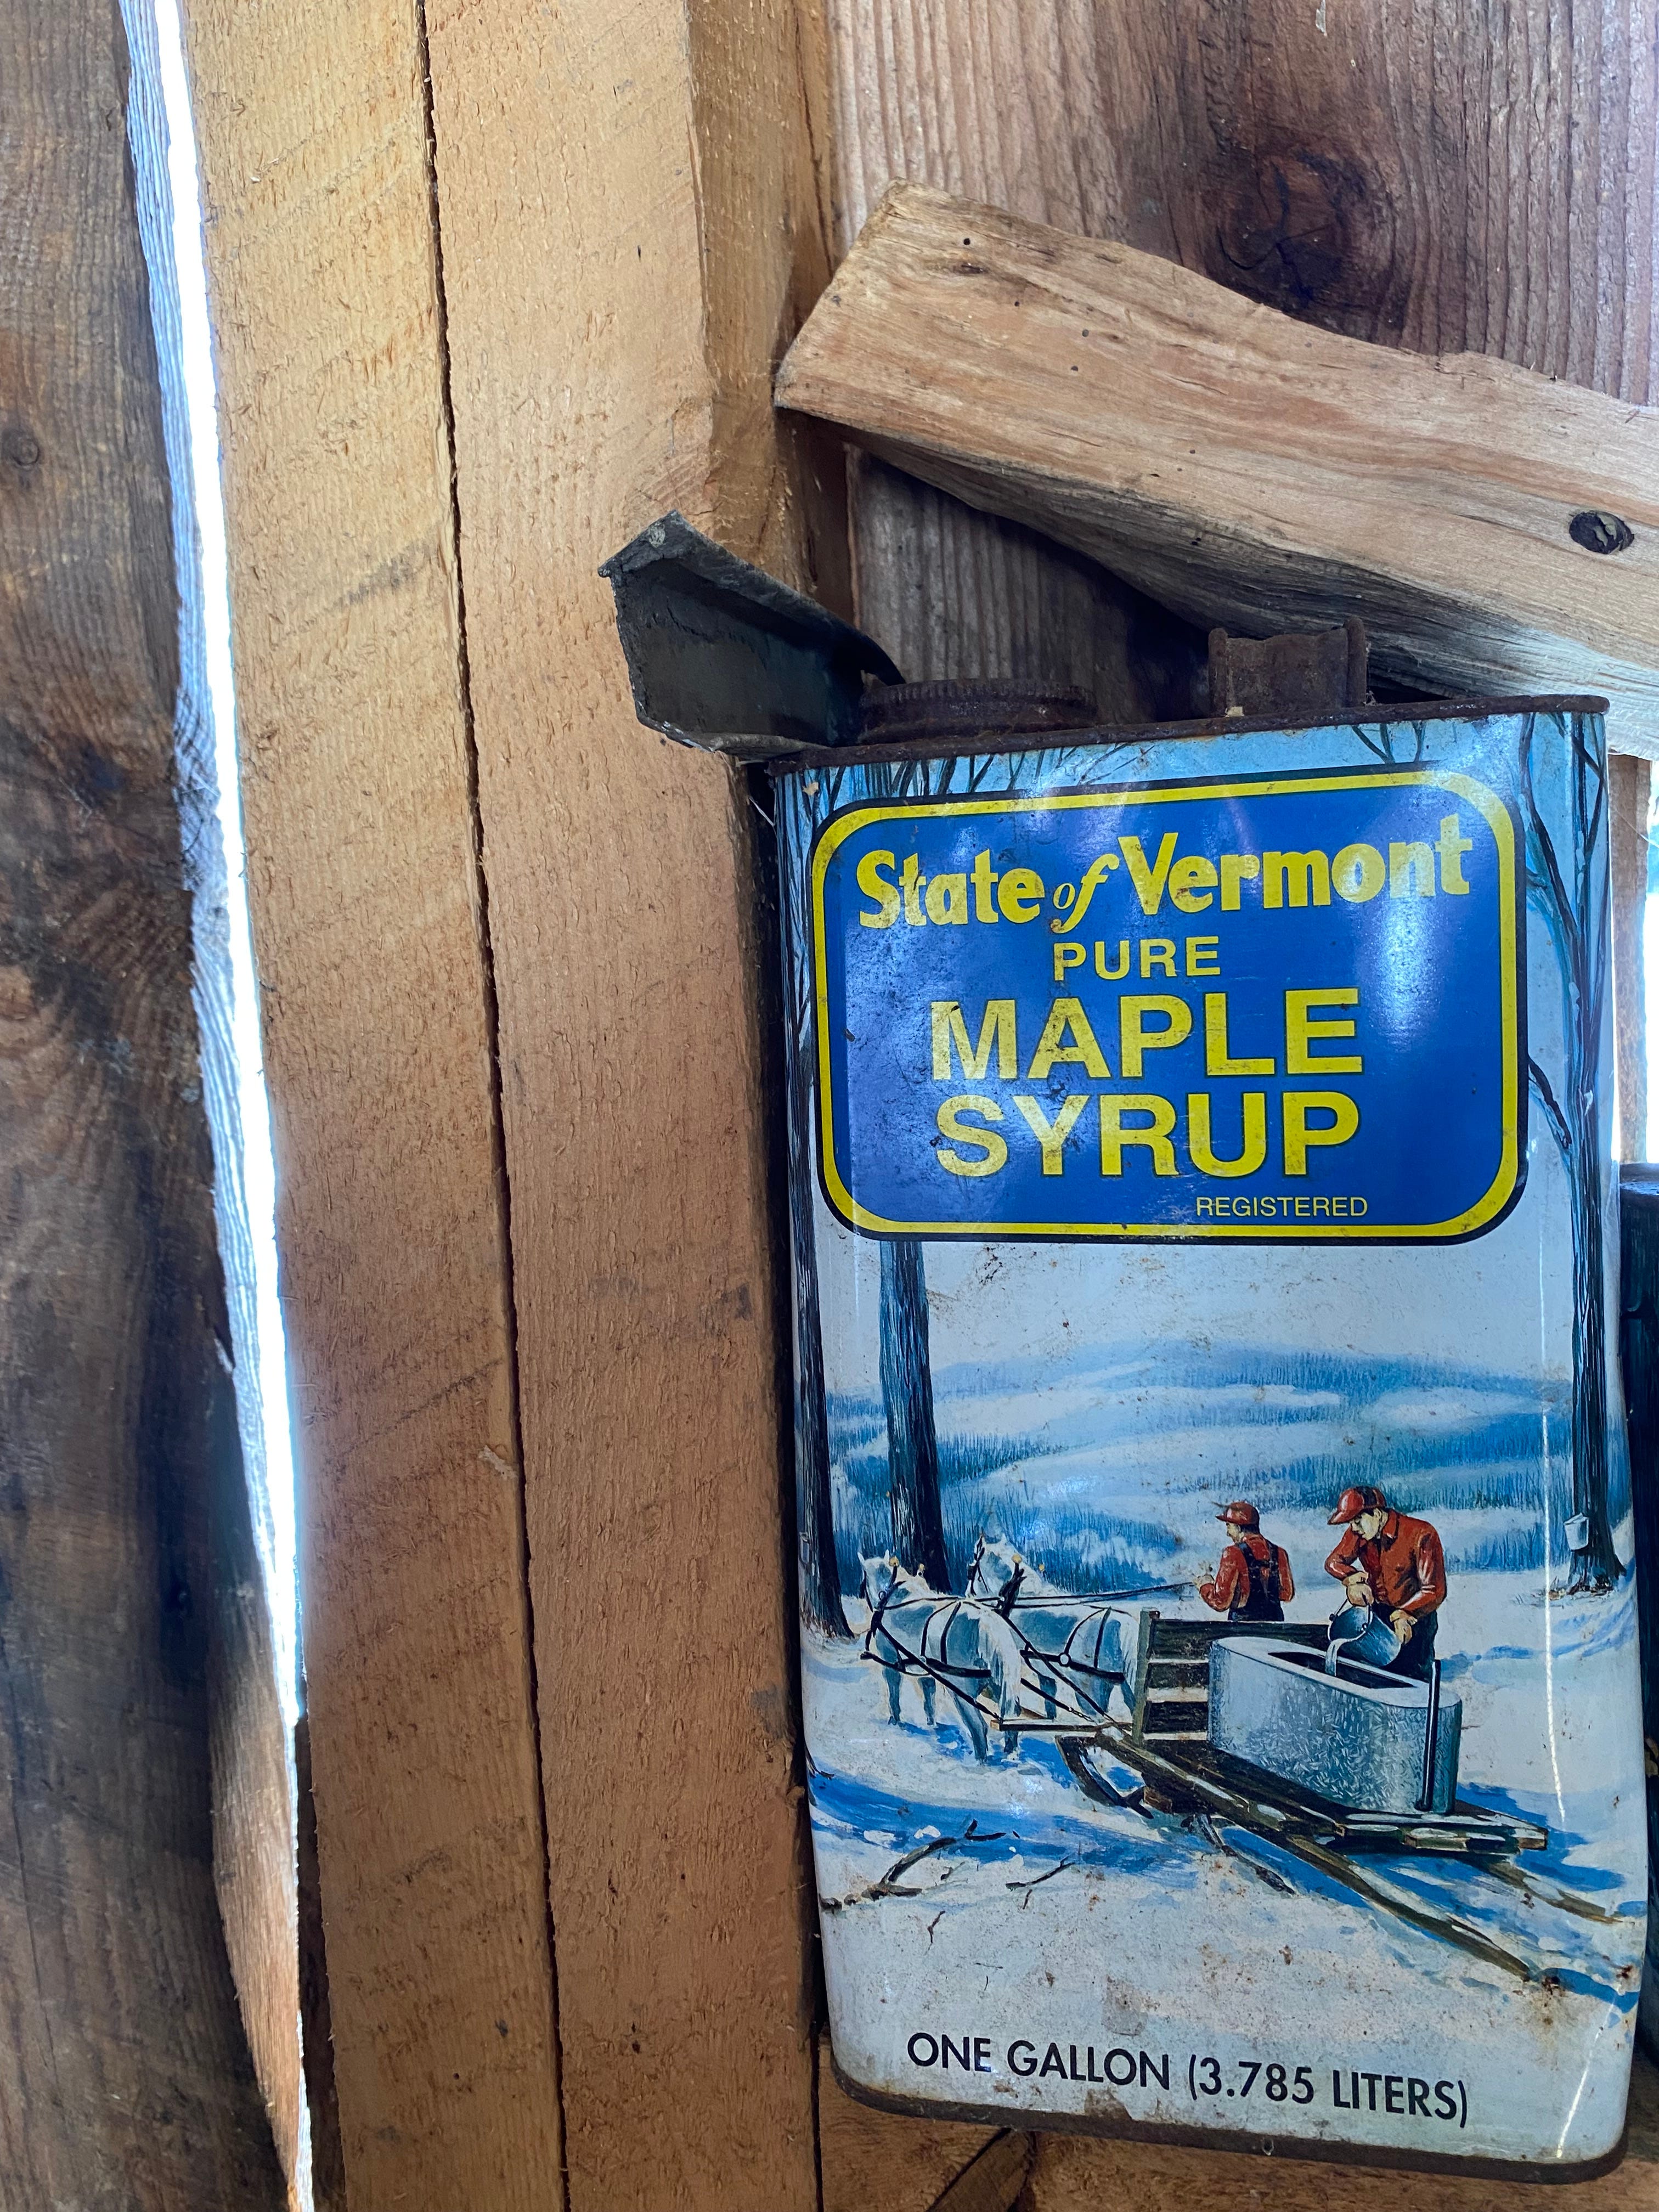 State of Vermont
PURE
MAPLE
SYRUP
REGISTERED
ONE GALLON (3.785 LITERS)